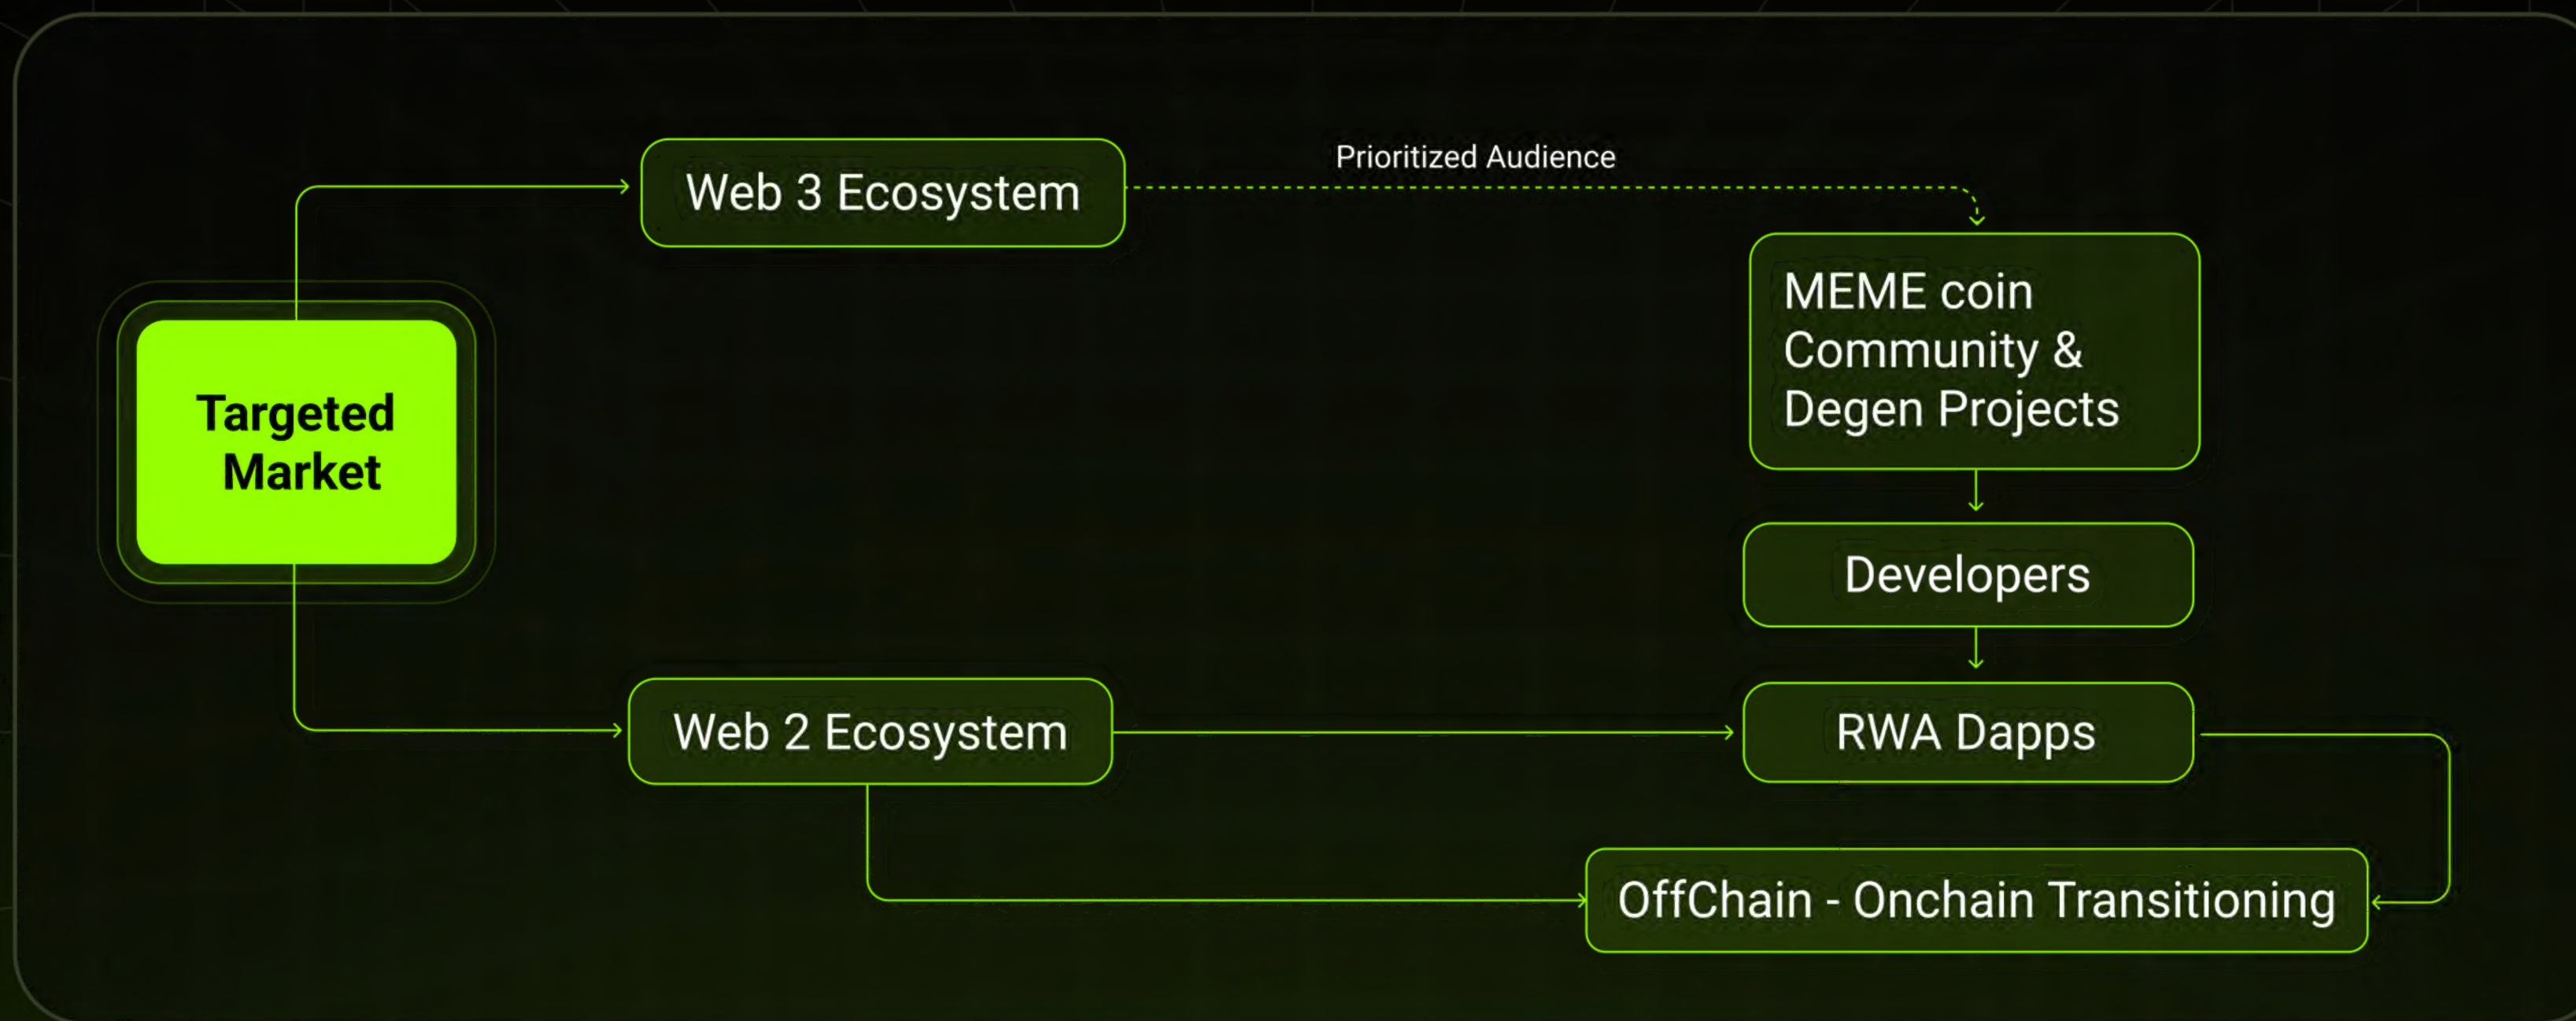 Web 3 Ecosystem
Prioritized Audience
MEME coin
Community &
Degen Projects
Targeted
Market
Developers
Web 2 Ecosystem
RWA Dapps
OffChain - Onchain Transitioning